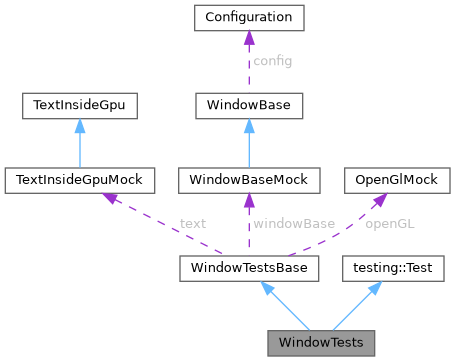 Configuration
config
TextInsideGpu
WindowBase
TextInsideGpuMock
WindowBaseMock
OpenGlMock
text
windowBase
openGL
WindowTestsBase
testing::Test
WindowTests